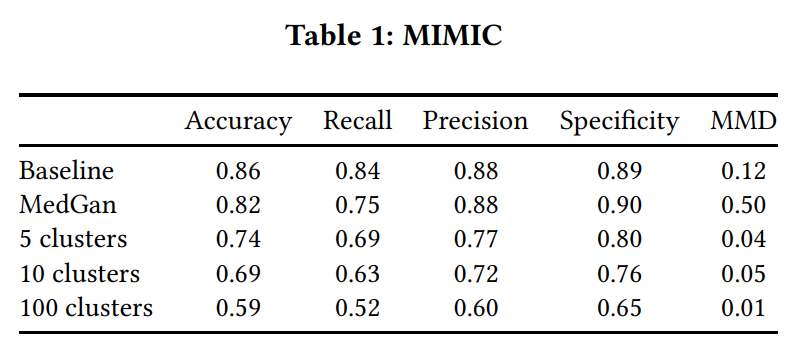 Table 1: MIMIC
Accuracy Recall Precision Specificity MMD
Baseline 0.86 0.84 0.88 0.89 0.12
MedGan 0.82 0.75 0.88 0.90 0.50
5 clusters 0.74 0.69 0.77 0.80 0.04
10 clusters 0.69 0.63 0.72 0.76 0.05
100 clusters 0.59 0.52 0.60 0.65 0.01